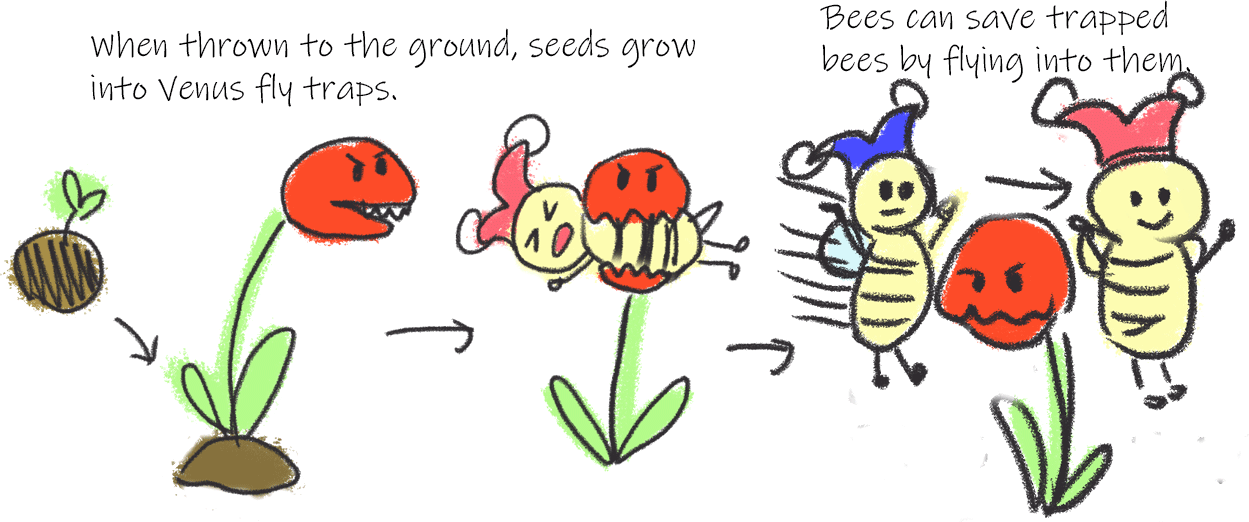 When thrown to the ground, seeds grow
into Venus fly traps.
Bees can save trapped
bees by flying into them.